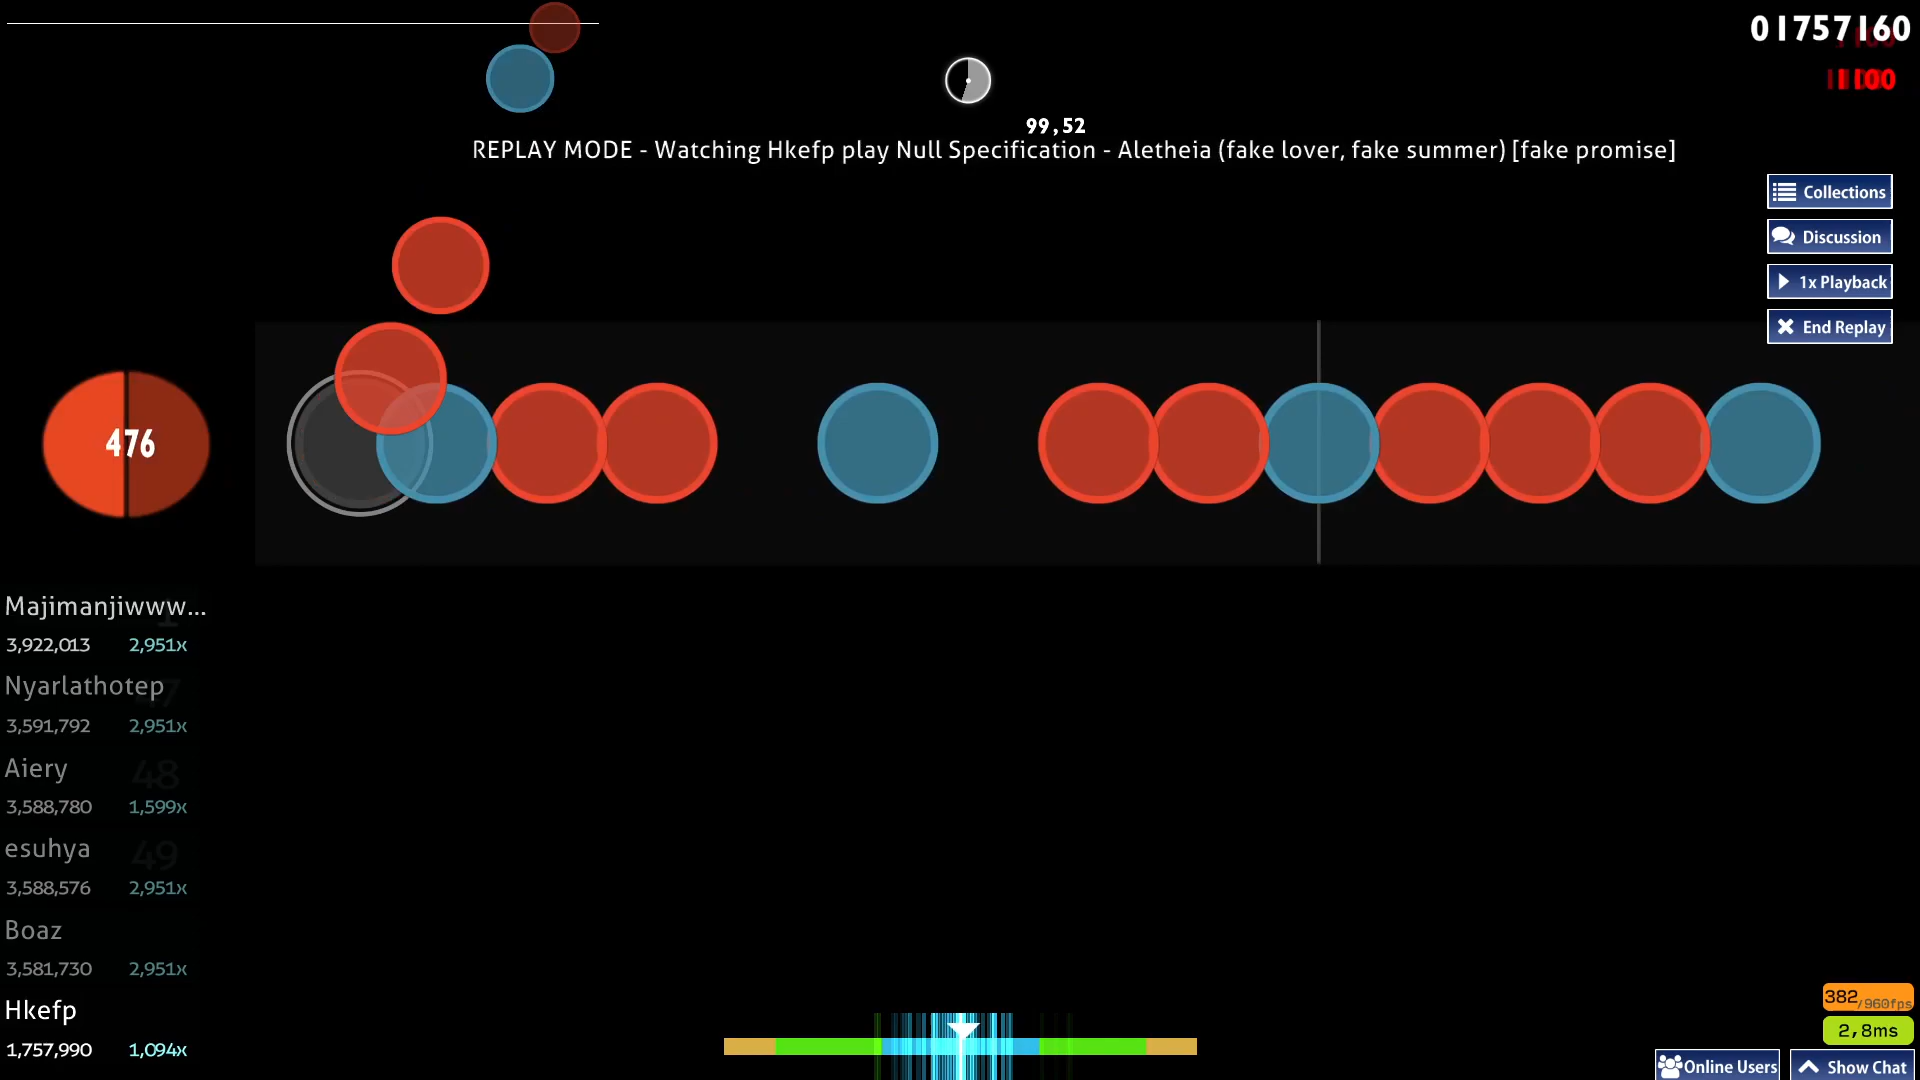 01757160
1100
99,52
REPLAY MODE - Watching Hkefp play Null Specification - Aletheia (fake lover, fake summer) [fake promise]
Collections
Discussion
1x Playback
End Replay
476
Majimanjiwww...
3,922,013 2,951x
Nyarlathotep 47
3,591,792 2,951x
Aiery 48
3,588,780 1,599x
esuhya 49
3,588,576 2,951x
Boaz
3,581,730 2,951x
Hkefp
1,757,990 1,094x
382/960fps
2,8ms
Online Users
Show Chat